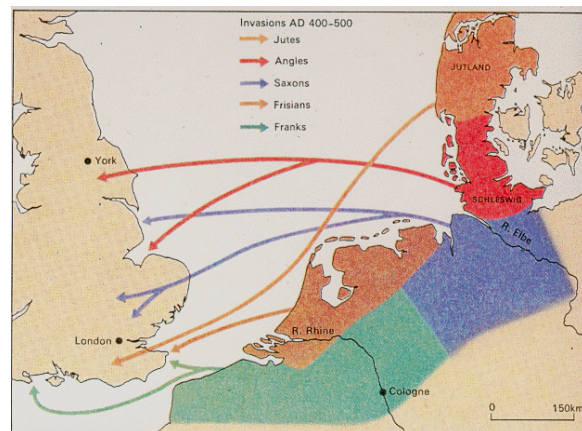 Invasions AD 400-500
Jutes
Angles
Saxons
Frisians
Franks
JUTLAND
York
SCHLESWIG
R. Elbe
London
R. Rhine
Cologne
0 150km